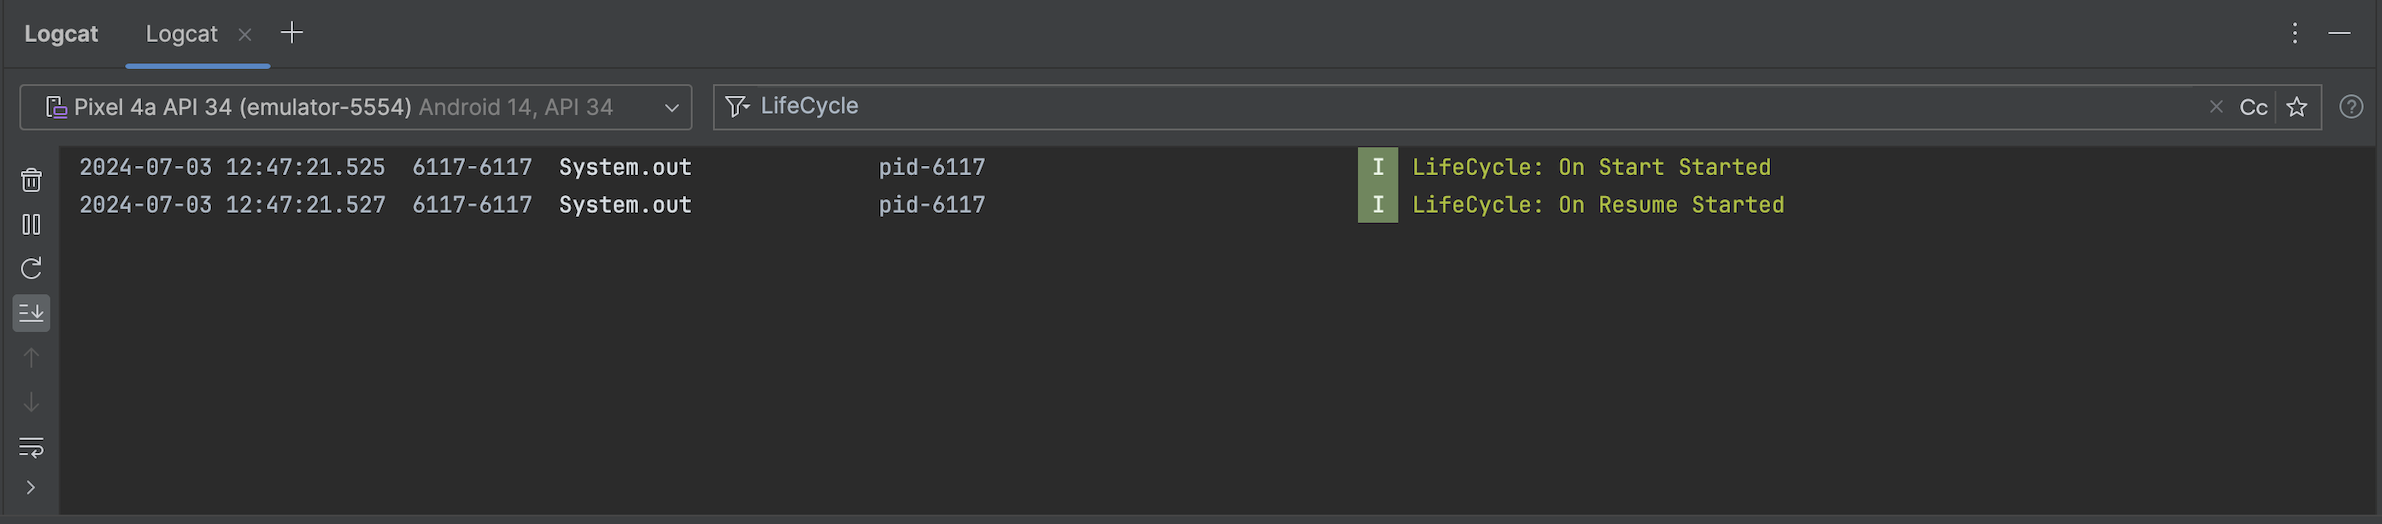 Logcat Logcat
Pixel 4a API 34 (emulator-5554) Android 14, API 34 LifeCycle Cc
2024-07-03 12:47:21.525 6117-6117 System.out pid-6117 I LifeCycle: On Start Started
2024-07-03 12:47:21.527 6117-6117 System.out pid-6117 I LifeCycle: On Resume Started